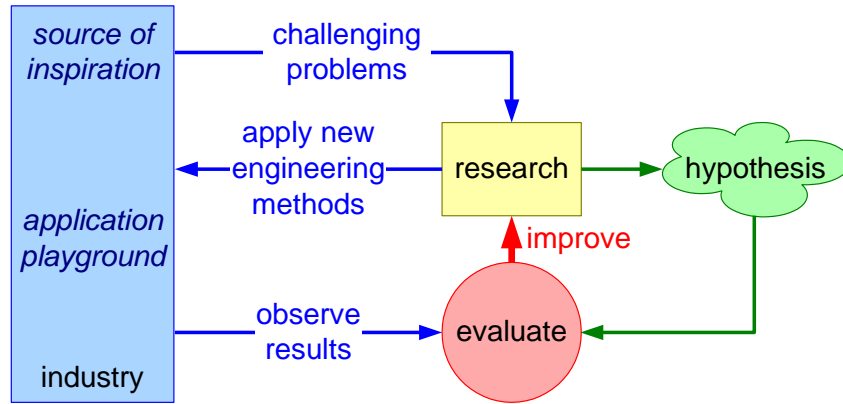 source of
inspiration
challenging
problems
apply new
engineering
methods
research
hypothesis
application
playground
improve
observe
results
evaluate
industry